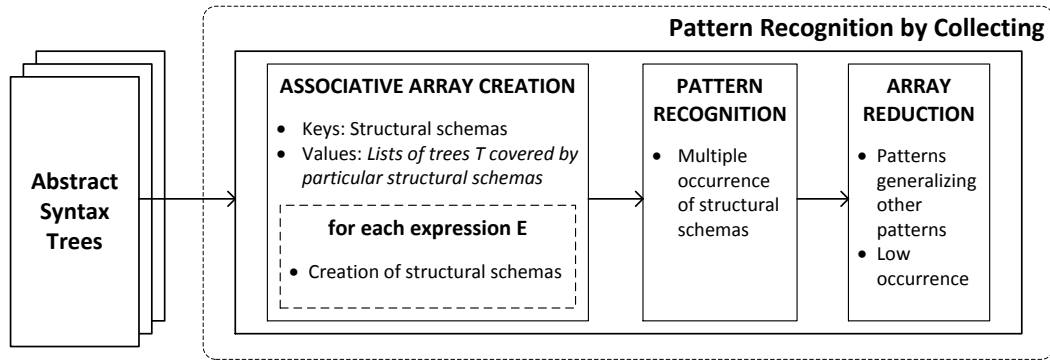 Pattern Recognition by Collecting
Abstract
Syntax
Trees
ASSOCIATIVE ARRAY CREATION
• Keys: Structural schemas
• Values: Lists of trees T covered by
particular structural schemas
for each expression E
• Creation of structural schemas
PATTERN
RECOGNITION
• Multiple
occurrence
of structural
schemas
ARRAY
REDUCTION
• Patterns
generalizing
other
patterns
• Low
occurrence